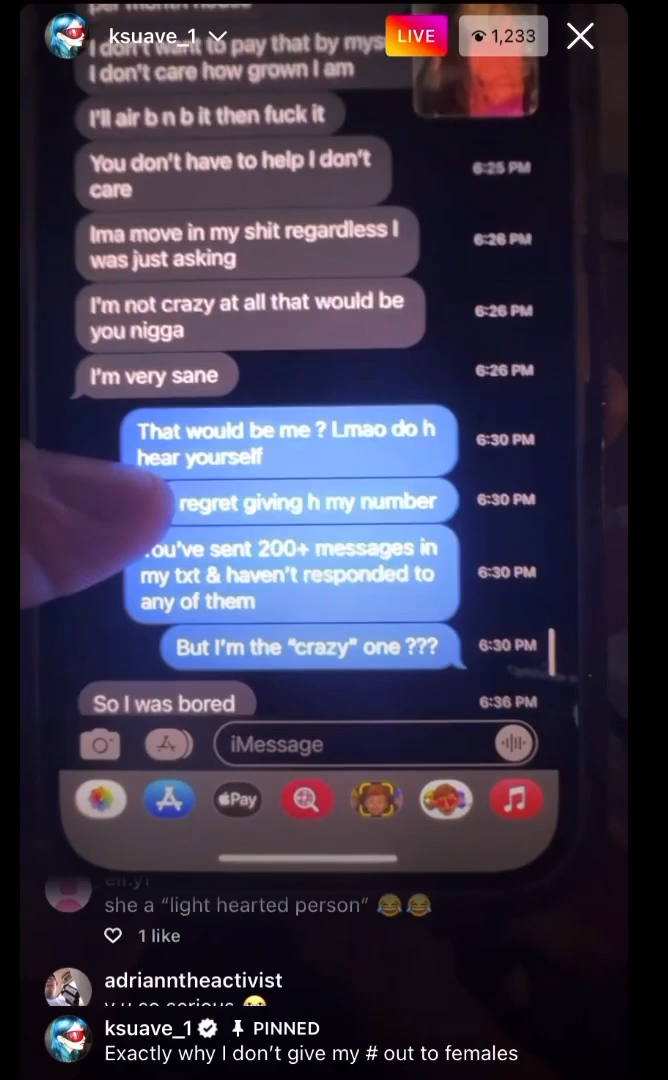 per month house
ksuave_1
LIVE
1,233
I don't want to pay that by mys
I don't care how grown I am
I'll air b n b it then fuck it
You don't have to help I don't
care
6:25 PM
Ima move in my shit regardless I
was just asking
6:26 PM
I'm not crazy at all that would be
you nigga
6:26 PM
I'm very sane
6:26 PM
That would be me ? Lmao do h
hear yourself
6:30 PM
regret giving h my number
6:30 PM
ou've sent 200+ messages in
my txt & haven't responded to
any of them
6:30 PM
But I'm the "crazy" one ???
6:30 PM
So I was bored
6:36 PM
iMessage
Pay
she a “light hearted person” 😂😂
1 like
adrianntheactivist
y u so serious
ksuave_1 PINNED
Exactly why I don't give my # out to females